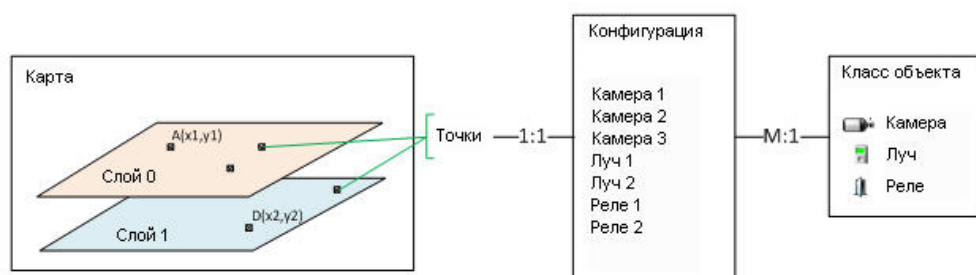 Карта
A(x1,y1)
Слой 0
D(x2,y2)
Слой 1
Точки
1:1
Конфигурация
Камера 1
Камера 2
Камера 3
Луч 1
Луч 2
Реле 1
Реле 2
M:1
Класс объекта
Камера
Луч
Реле